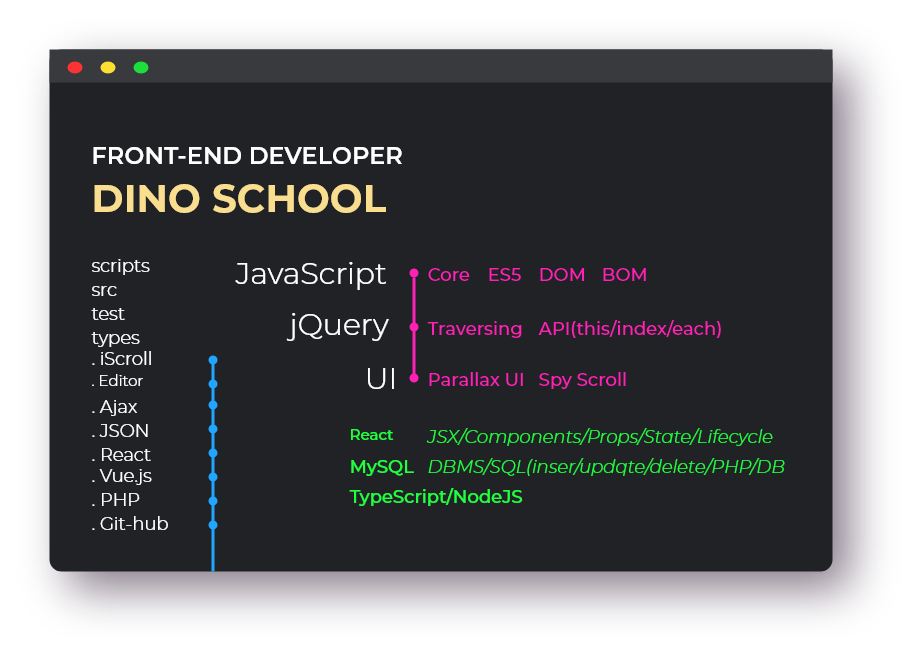 FRONT-END DEVELOPER
DINO SCHOOL
scripts
src
test
types
. iScroll
. Editor
. Ajax
. JSON
. React
. Vue.js
. PHP
. Git-hub
JavaScript Core ES5 DOM BOM
jQuery Traversing API(this/index/each)
UI Parallax UI Spy Scroll
React JSX/Components/Props/State/Lifecycle
MySQL DBMS/SQL(inser/updqte/delete/PHP/DB
TypeScript/NodeJS